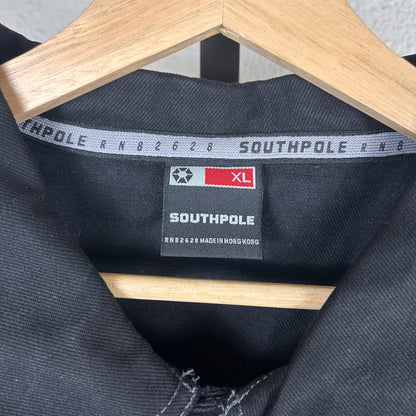 SOUTHPOLE RN82628 SOUTHPOLE RN8
XL
SOUTHPOLE
RN82628 MADE IN HONG KONG